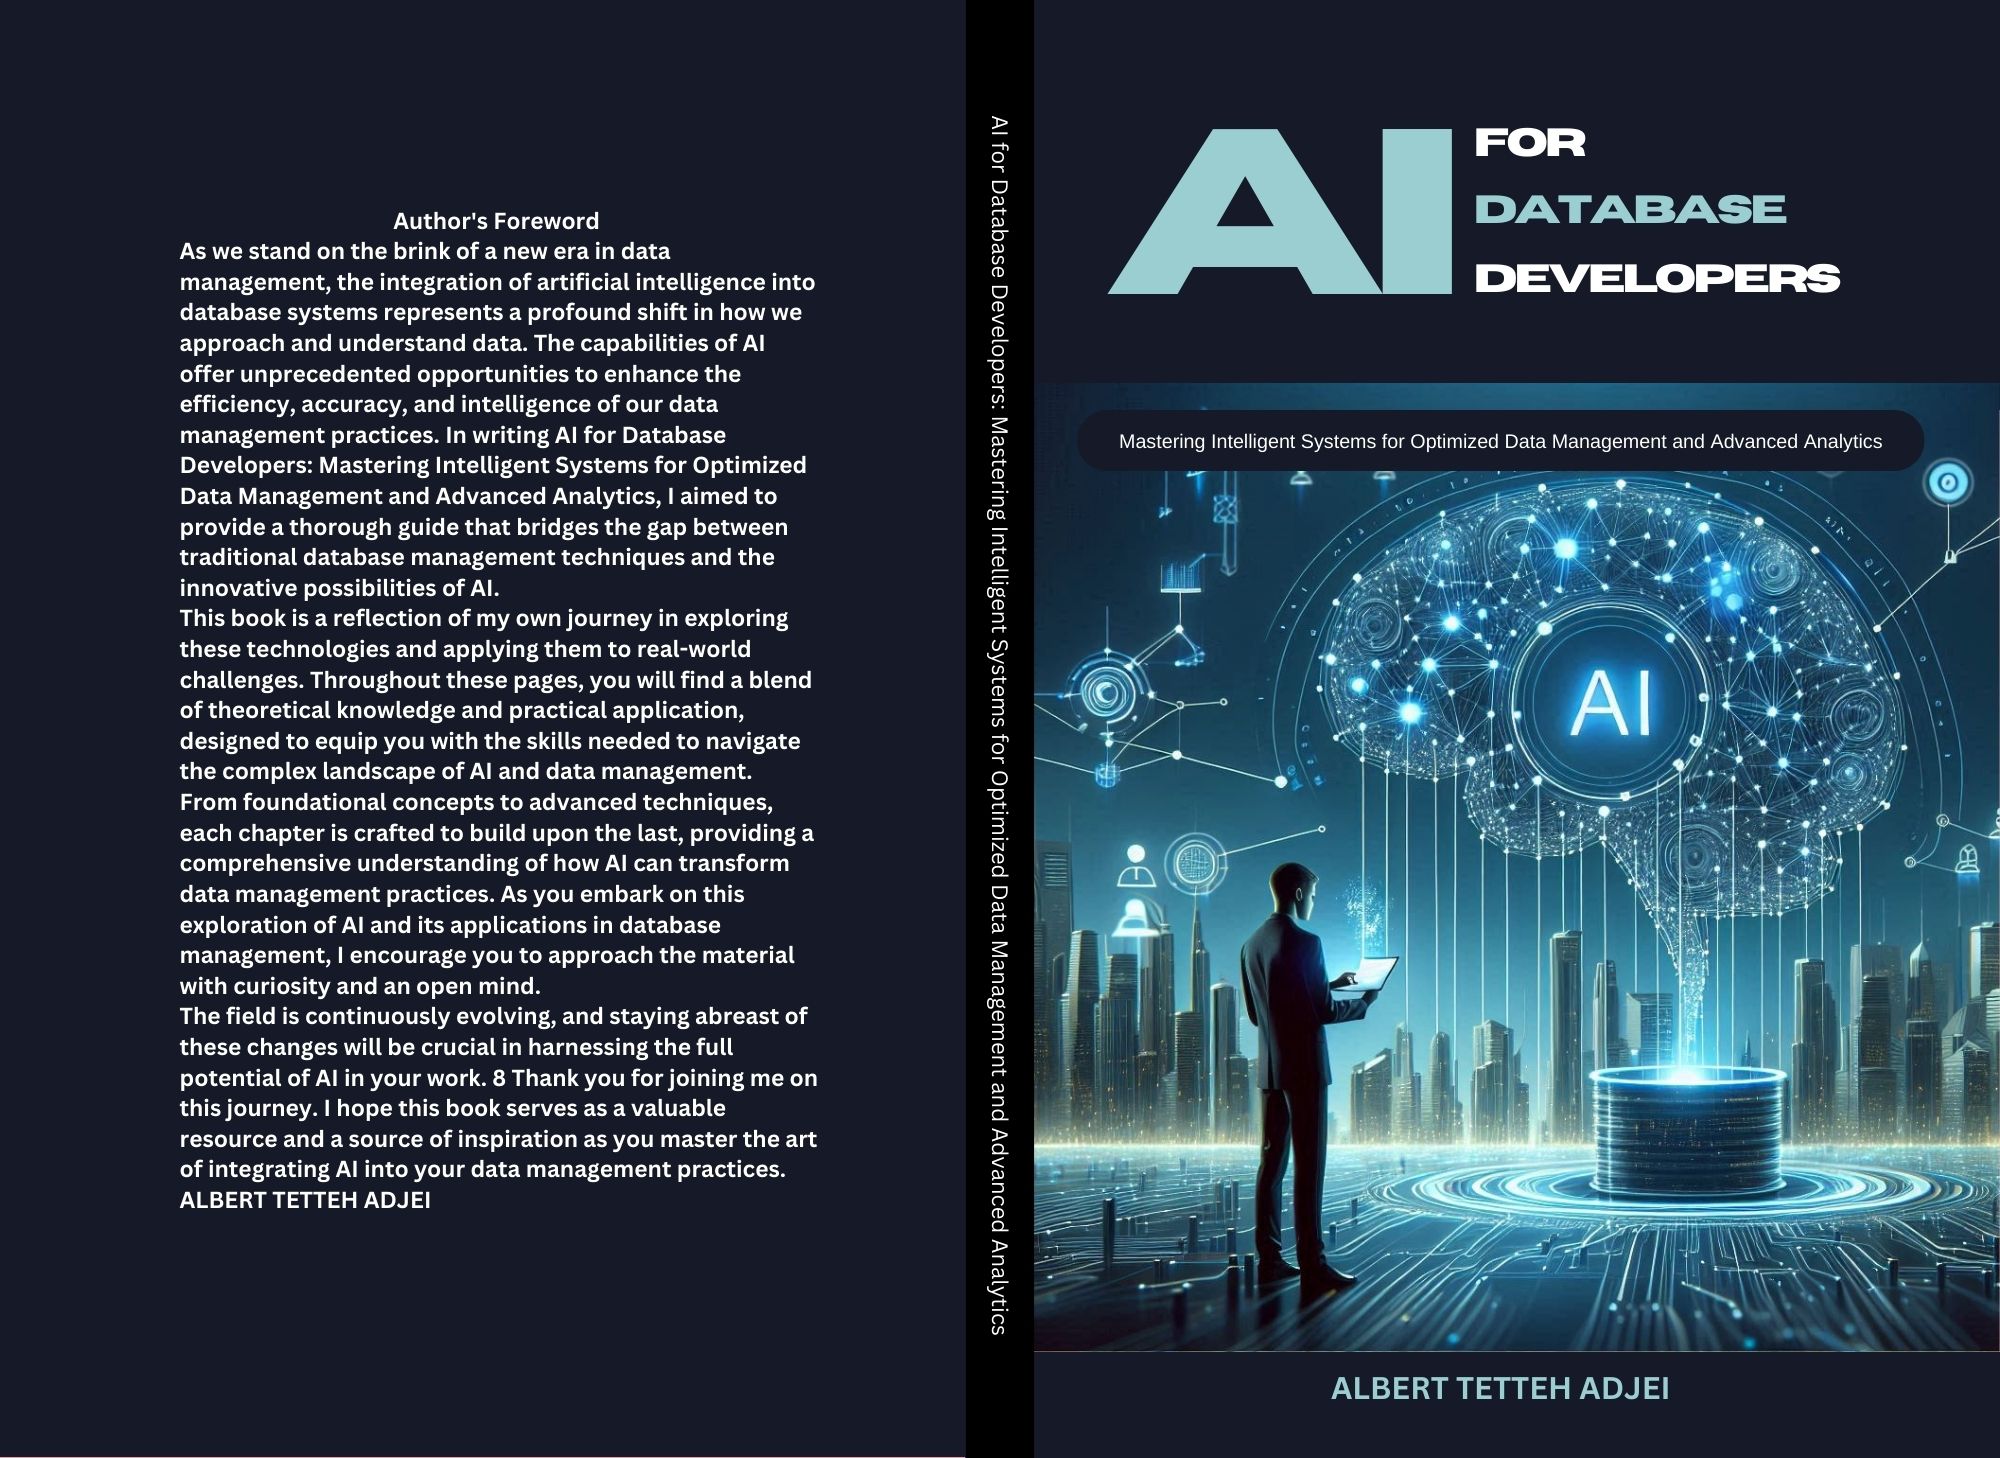 Author's Foreword
As we stand on the brink of a new era in data
management, the integration of artificial intelligence into
database systems represents a profound shift in how we
approach and understand data. The capabilities of AI
offer unprecedented opportunities to enhance the
efficiency, accuracy, and intelligence of our data
management practices. In writing AI for Database
Developers: Mastering Intelligent Systems for Optimized
Data Management and Advanced Analytics, I aimed to
provide a thorough guide that bridges the gap between
traditional database management techniques and the
innovative possibilities of AI.
This book is a reflection of my own journey in exploring
these technologies and applying them to real-world
challenges. Throughout these pages, you will find a blend
of theoretical knowledge and practical application,
designed to equip you with the skills needed to navigate
the complex landscape of AI and data management.
From foundational concepts to advanced techniques,
each chapter is crafted to build upon the last, providing a
comprehensive understanding of how AI can transform
data management practices. As you embark on this
exploration of AI and its applications in database
management, I encourage you to approach the material
with curiosity and an open mind.
The field is continuously evolving, and staying abreast of
these changes will be crucial in harnessing the full
potential of AI in your work. 8 Thank you for joining me on
this journey. I hope this book serves as a valuable
resource and a source of inspiration as you master the art
of integrating AI into your data management practices.
ALBERT TETTEH ADJEI
AI for Database Developers: Mastering Intelligent Systems for Optimized Data Management and Advanced Analytics
AI
FOR
DATABASE
DEVELOPERS
Mastering Intelligent Systems for Optimized Data Management and Advanced Analytics
AI
ALBERT TETTEH ADJEI